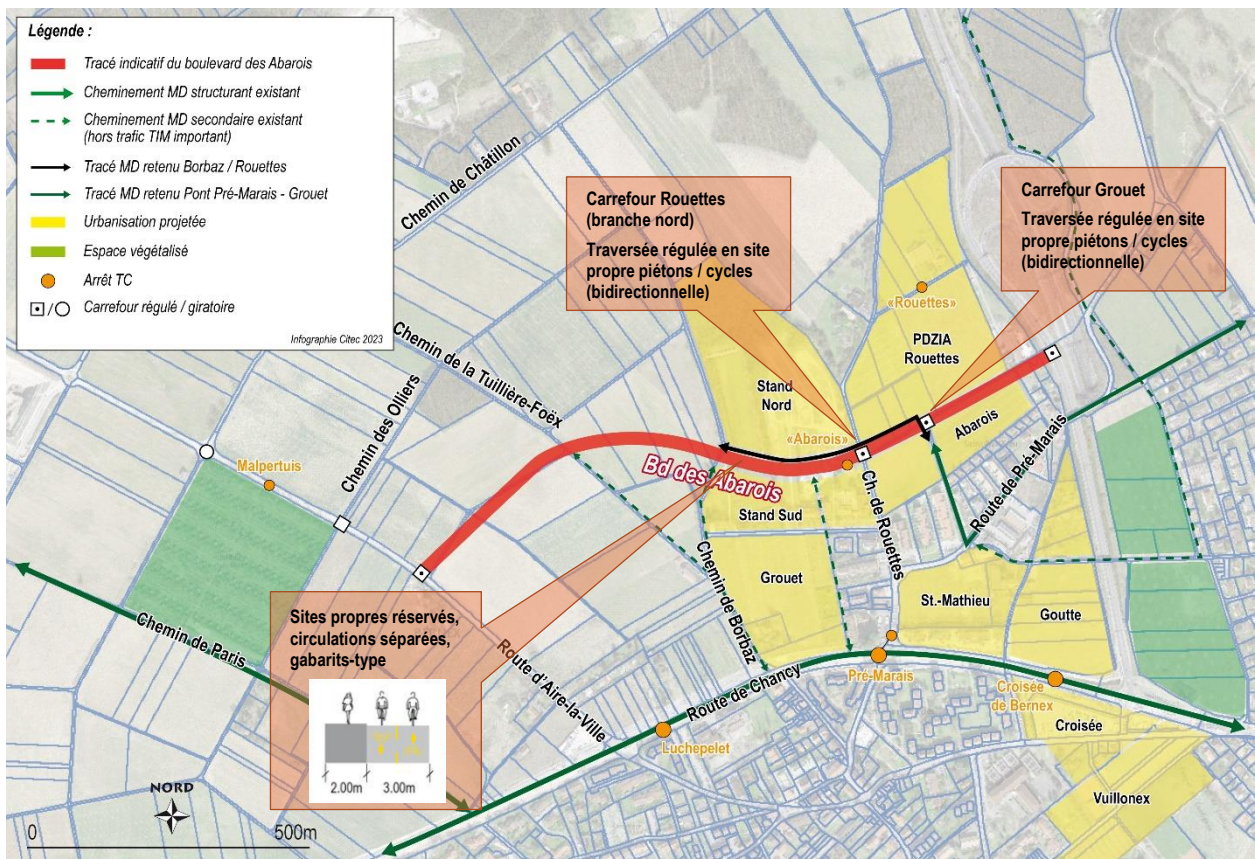 Légende :
Tracé indicatif du boulevard des Abarois
Cheminement MD structurant existant
Cheminement MD secondaire existant
(hors trafic TIM important)
Tracé MD retenu Borbaz / Rouettes
Tracé MD retenu Pont Pré-Marais - Grouet
Urbanisation projetée
Espace végétalisé
Arrêt TC
/
Carrefour régulé / giratoire
Infographie Citec 2023
Chemin de Châtillon
Carrefour Rouettes
(branche nord)
Traversée régulée en site
propre piétons / cycles
(bidirectionnelle)
Carrefour Grouet
Traversée régulée en site
propre piétons / cycles
(bidirectionnelle)
«Rouettes»
PDZIA
Rouettes
Chemin de la Tuillière-Foëx
Chemin des Olliers
Stand
Nord
«Abarois»
Abarois
Bd des Abarois
Malpertuis
Stand Sud
Ch. de Rouettes
Route de Pré-Marais
Grouet
Chemin de Borbaz
St.-Mathieu
Goutte
Chemin de Paris
Sites propres réservés,
circulations séparées,
gabarits-type
2.00m
3.00m
Route d'Aire-la-Ville
Route de Chancy
Pré-Marais
Croisée
de Bernex
Luchepelet
Croisée
Vuillonex
NORD
0
500m